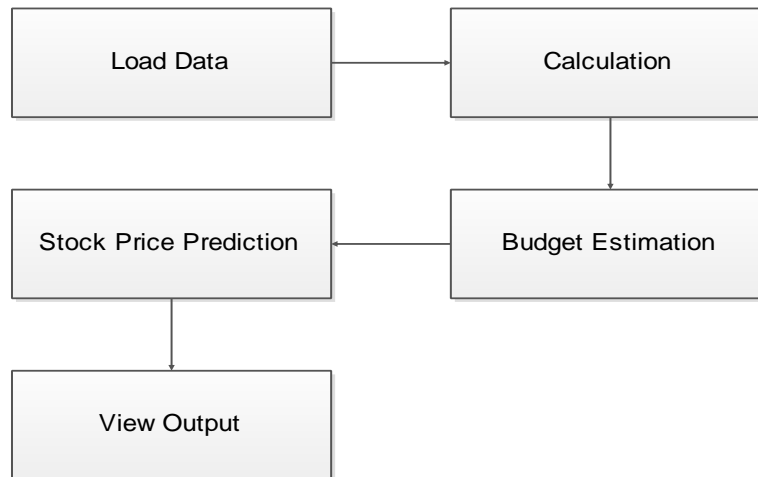 Load Data
Calculation
Budget Estimation
Stock Price Prediction
View Output